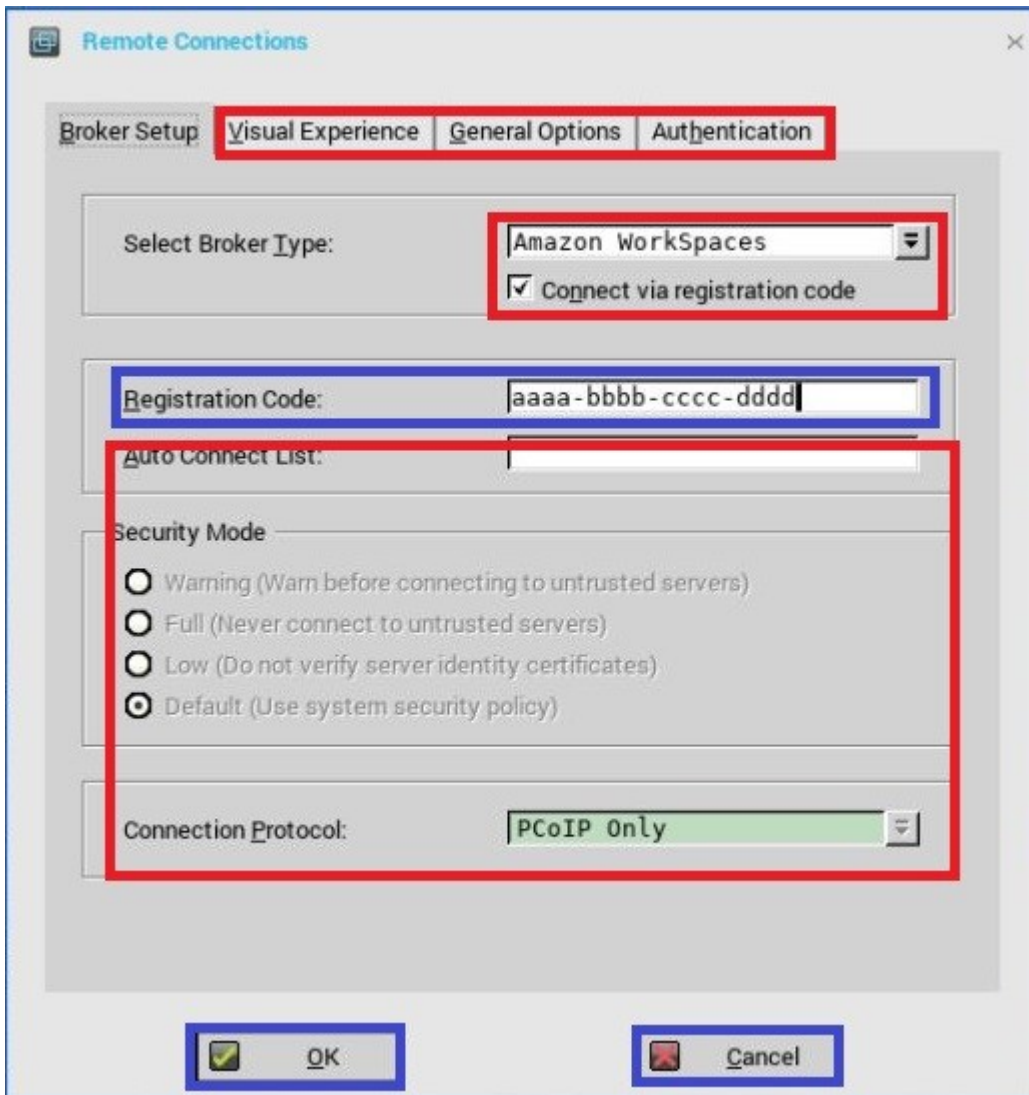 Remote Connections
Broker Setup Visual Experience General Options Authentication
Select Broker Type: Amazon WorkSpaces
Connect via registration code
Registration Code: aaaa-bbbb-cccc-dddd
Auto Connect List:
Security Mode
Warning (Warn before connecting to untrusted servers)
Full (Never connect to untrusted servers)
Low (Do not verify server identity certificates)
Default (Use system security policy)
Connection Protocol: PCoIP Only
OK Cancel